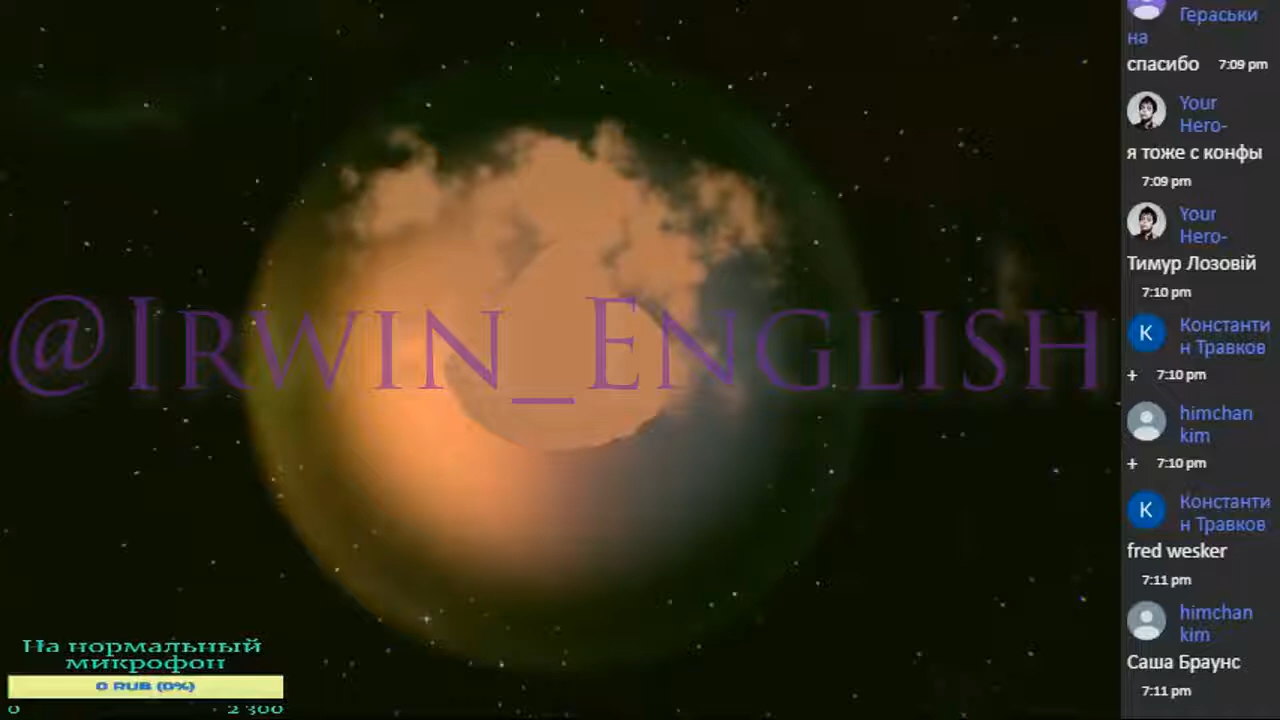 @Irwin_English
На нормальный
микрофон
0 RUB (0%)
0 2 300
Гераськи
на
спасибо 7:09 pm
Your
Hero-
я тоже с конфы
7:09 pm
Your
Hero-
Тимур Лозовій
7:10 pm
К
Константи
н Травков
+ 7:10 pm
himchan
kim
+ 7:10 pm
К
Константи
н Травков
fred wesker
7:11 pm
himchan
kim
Саша Браунс
7:11 pm